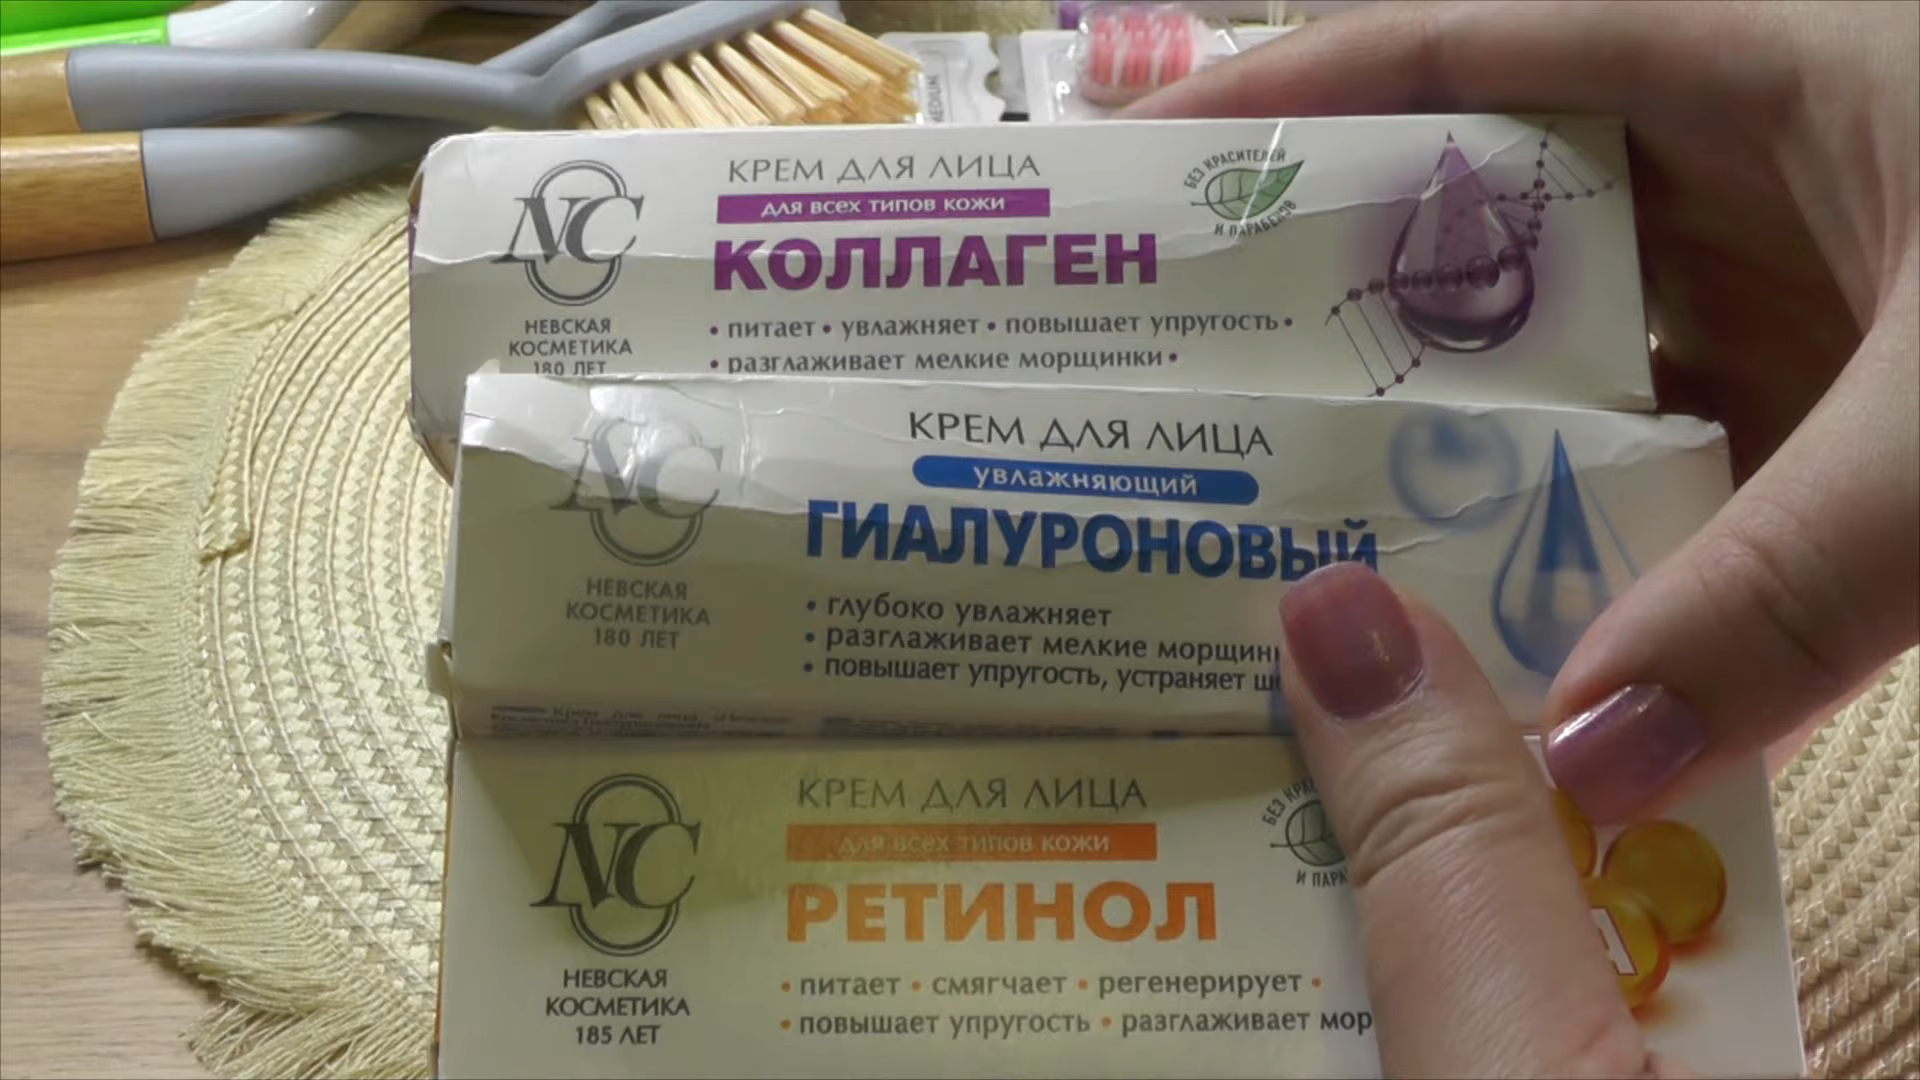 MEDIUM
КРЕМ ДЛЯ ЛИЦА
для всех типов кожи
КОЛЛАГЕН
• питает • увлажняет • повышает упругость •
• разглаживает мелкие морщинки •
БЕЗ КРАСИТЕЛЕЙ
И ПАРАБЕНОВ
NC
НЕВСКАЯ
КОСМЕТИКА
180 ЛЕТ
КРЕМ ДЛЯ ЛИЦА
увлажняющий
ГИАЛУРОНОВЫЙ
• глубоко увлажняет
• разглаживает мелкие морщинк
• повышает упругость, устраняет ш
NC
НЕВСКАЯ
КОСМЕТИКА
180 ЛЕТ
КРЕМ ДЛЯ ЛИЦА
для всех типов кожи
РЕТИНОЛ
• питает • смягчает • регенерирует •
• повышает упругость • разглаживает мор
БЕЗ КРА
И ПАРА
А
NC
НЕВСКАЯ
КОСМЕТИКА
185 ЛЕТ